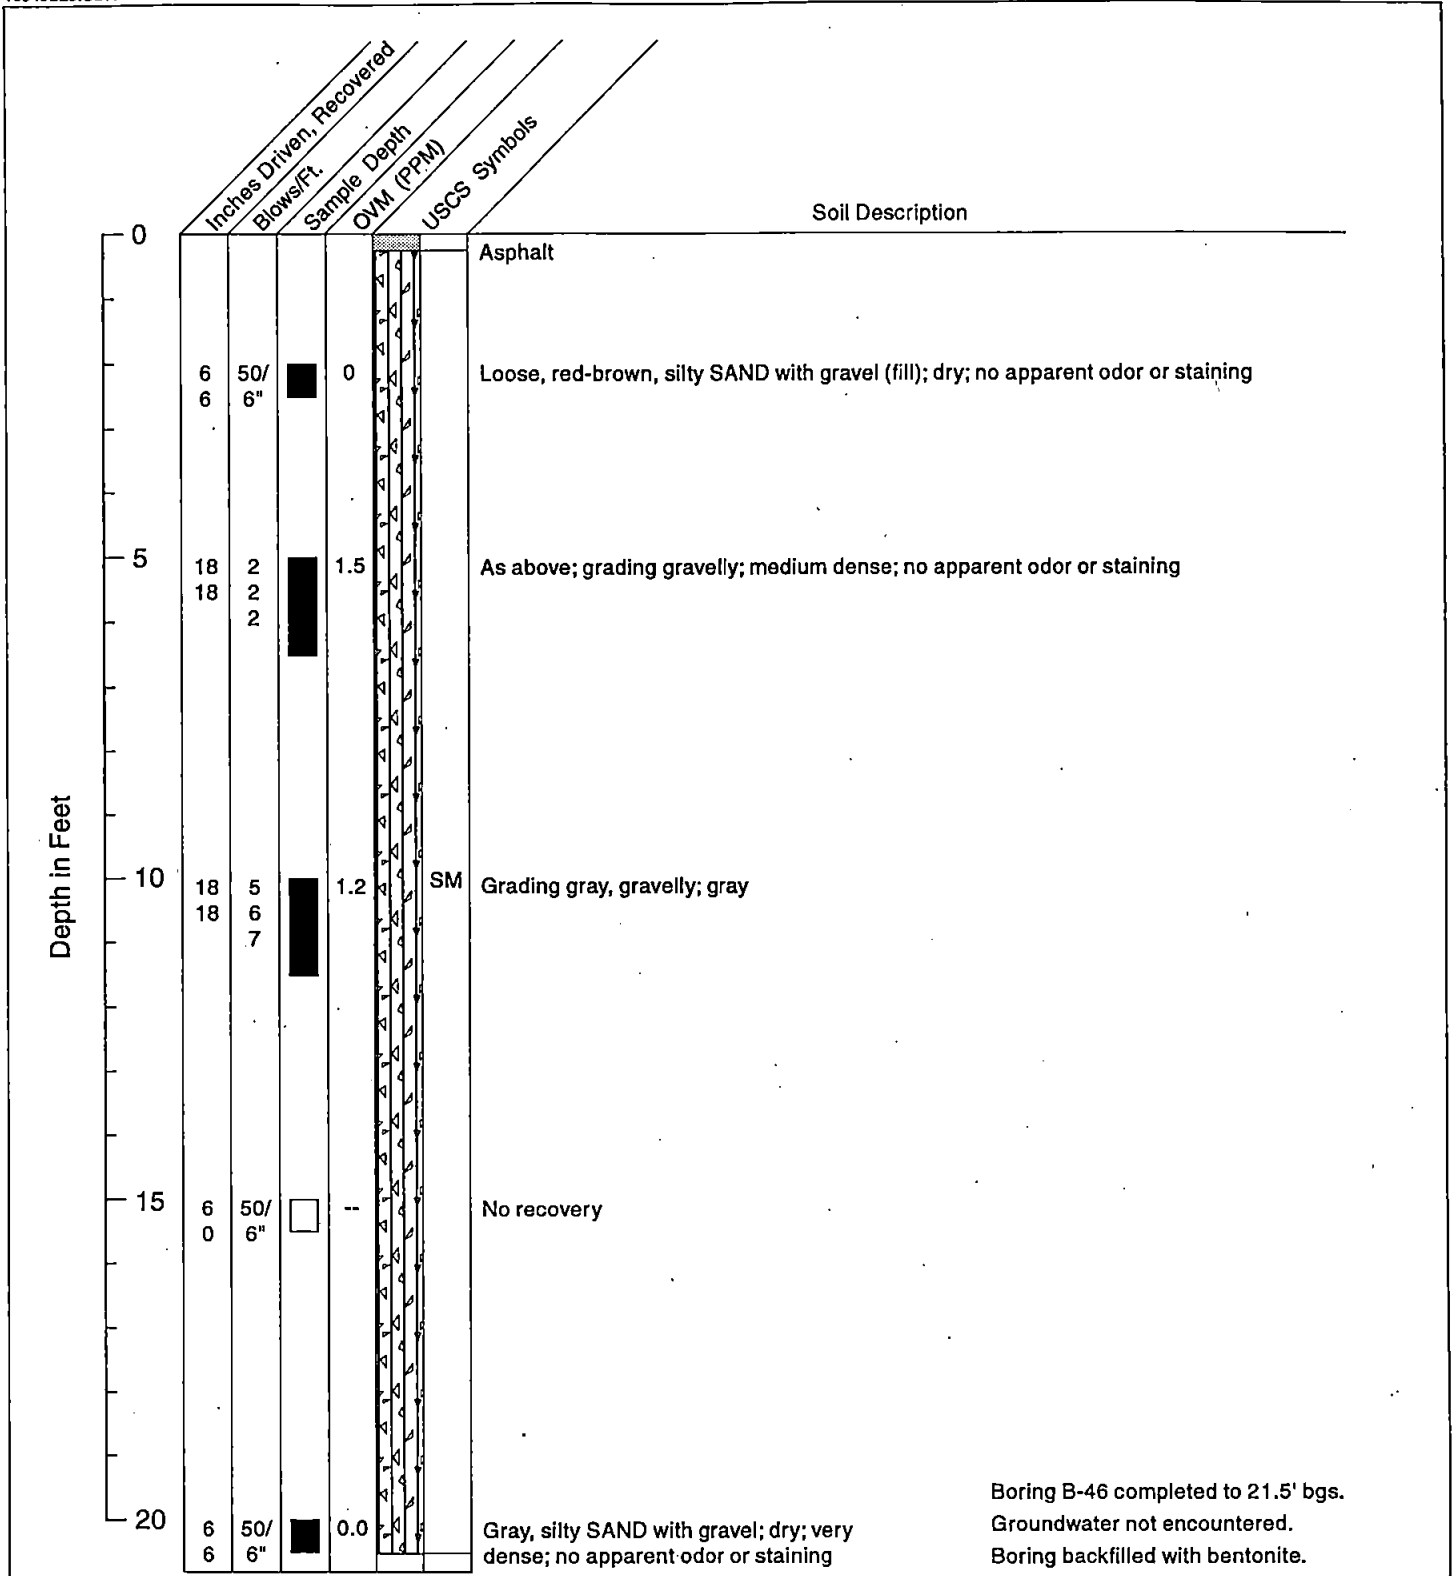 Inches Driven, Recovered
Blows/Ft.
Sample Depth
OVM (PPM)
USCS Symbols
Soil Description
0
Asphalt
6 50/ 0 Loose, red-brown, silty SAND with gravel (fill); dry; no apparent odor or staining
6 6"
5
18 2 1.5 As above; grading gravelly; medium dense; no apparent odor or staining
18 2
2
Depth in Feet
10
18 5 1.2 SM Grading gray, gravelly; gray
18 6
7
15
6 50/ -- No recovery
0 6"
20
6 50/ 0.0 Gray, silty SAND with gravel; dry; very
6 6" dense; no apparent odor or staining
Boring B-46 completed to 21.5' bgs.
Groundwater not encountered.
Boring backfilled with bentonite.